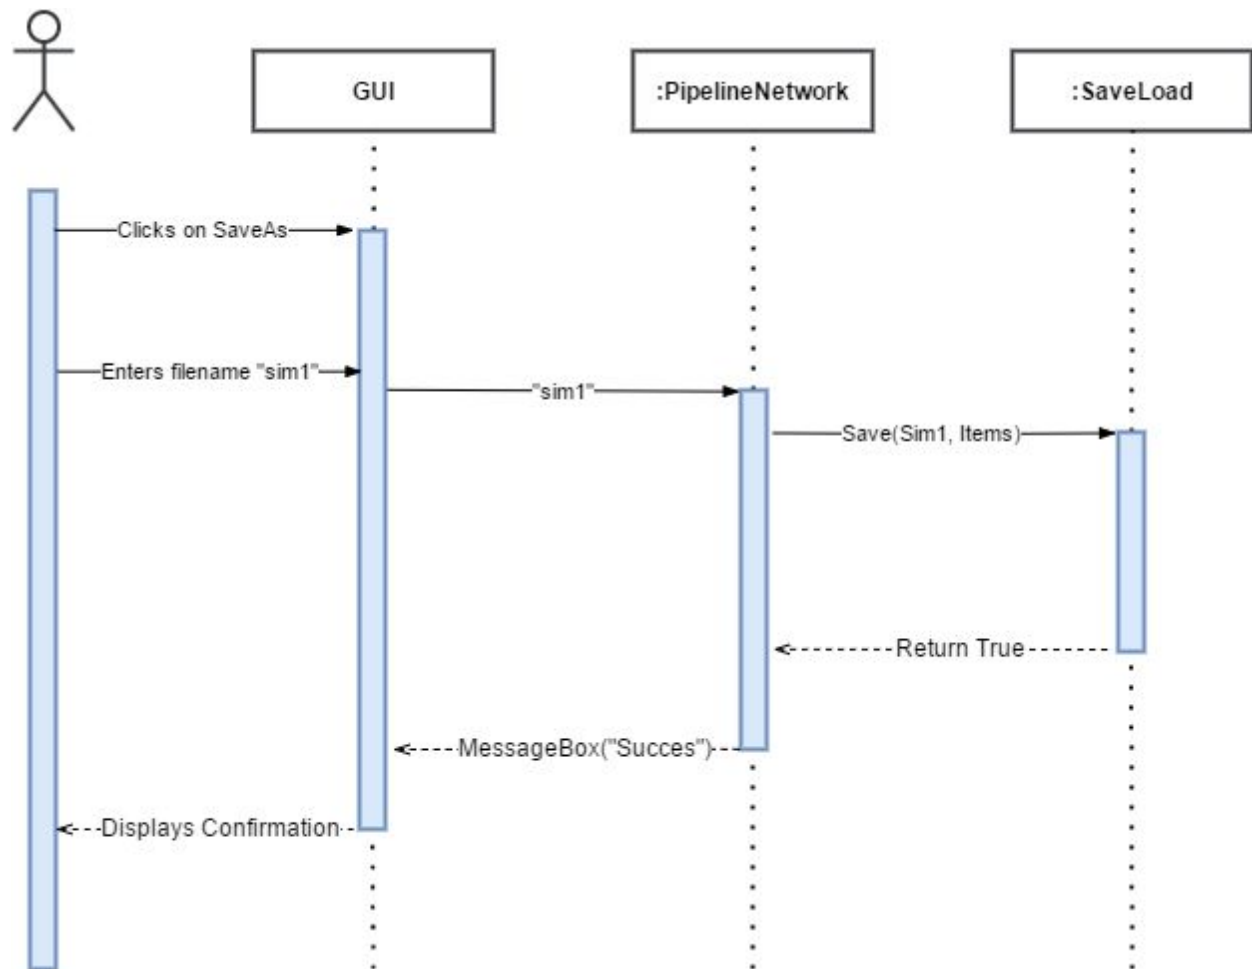 GUI
:PipelineNetwork
:SaveLoad
Clicks on SaveAs
Enters filename "sim1"
"sim1"
Save(Sim1, Items)
Return True
MessageBox("Succes")
Displays Confirmation